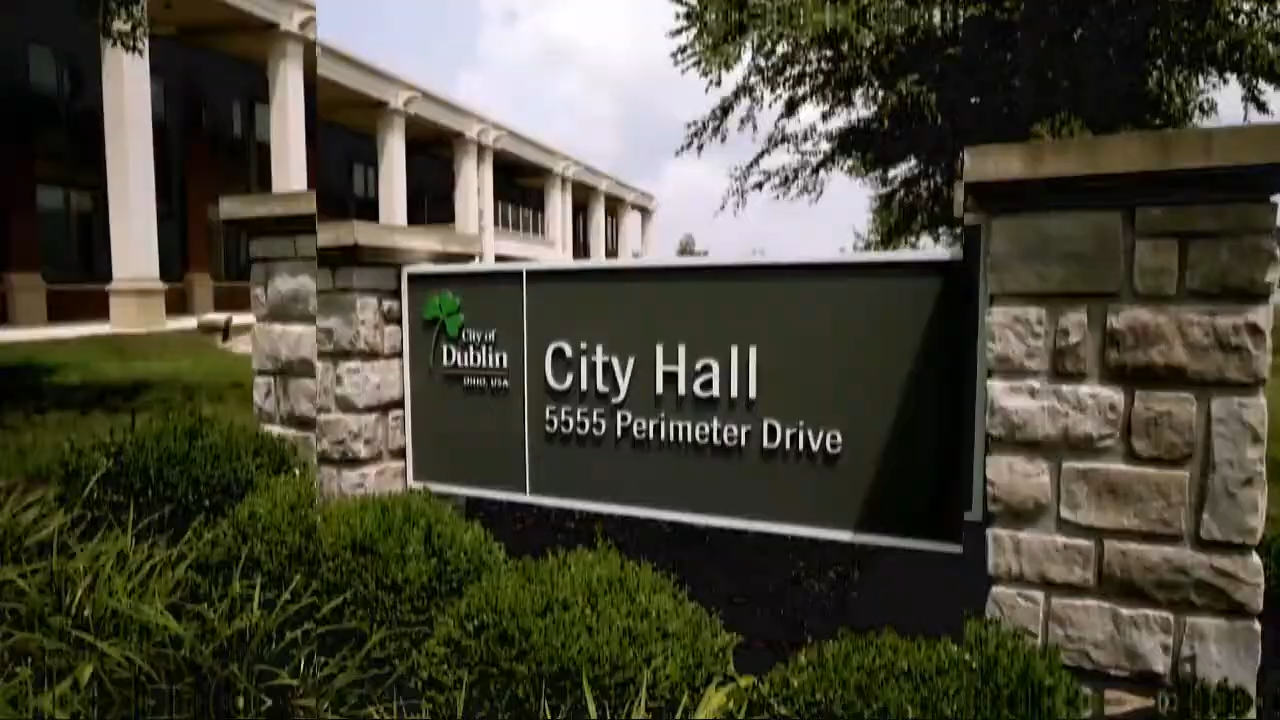 City of
Dublin
OHIO, USA
City Hall
5555 Perimeter Drive